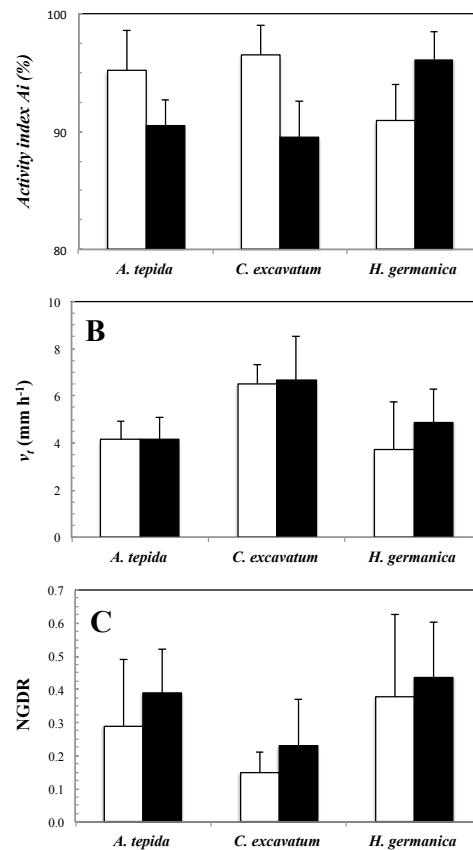 100
90
80
Activity index Ai (%)
A. tepida C. excavatum H. germanica
B
10
8
6
4
2
0
vt (mm h-1)
A. tepida C. excavatum H. germanica
C
0.7
0.6
0.5
0.4
0.3
0.2
0.1
0.0
NGDR
A. tepida C. excavatum H. germanica